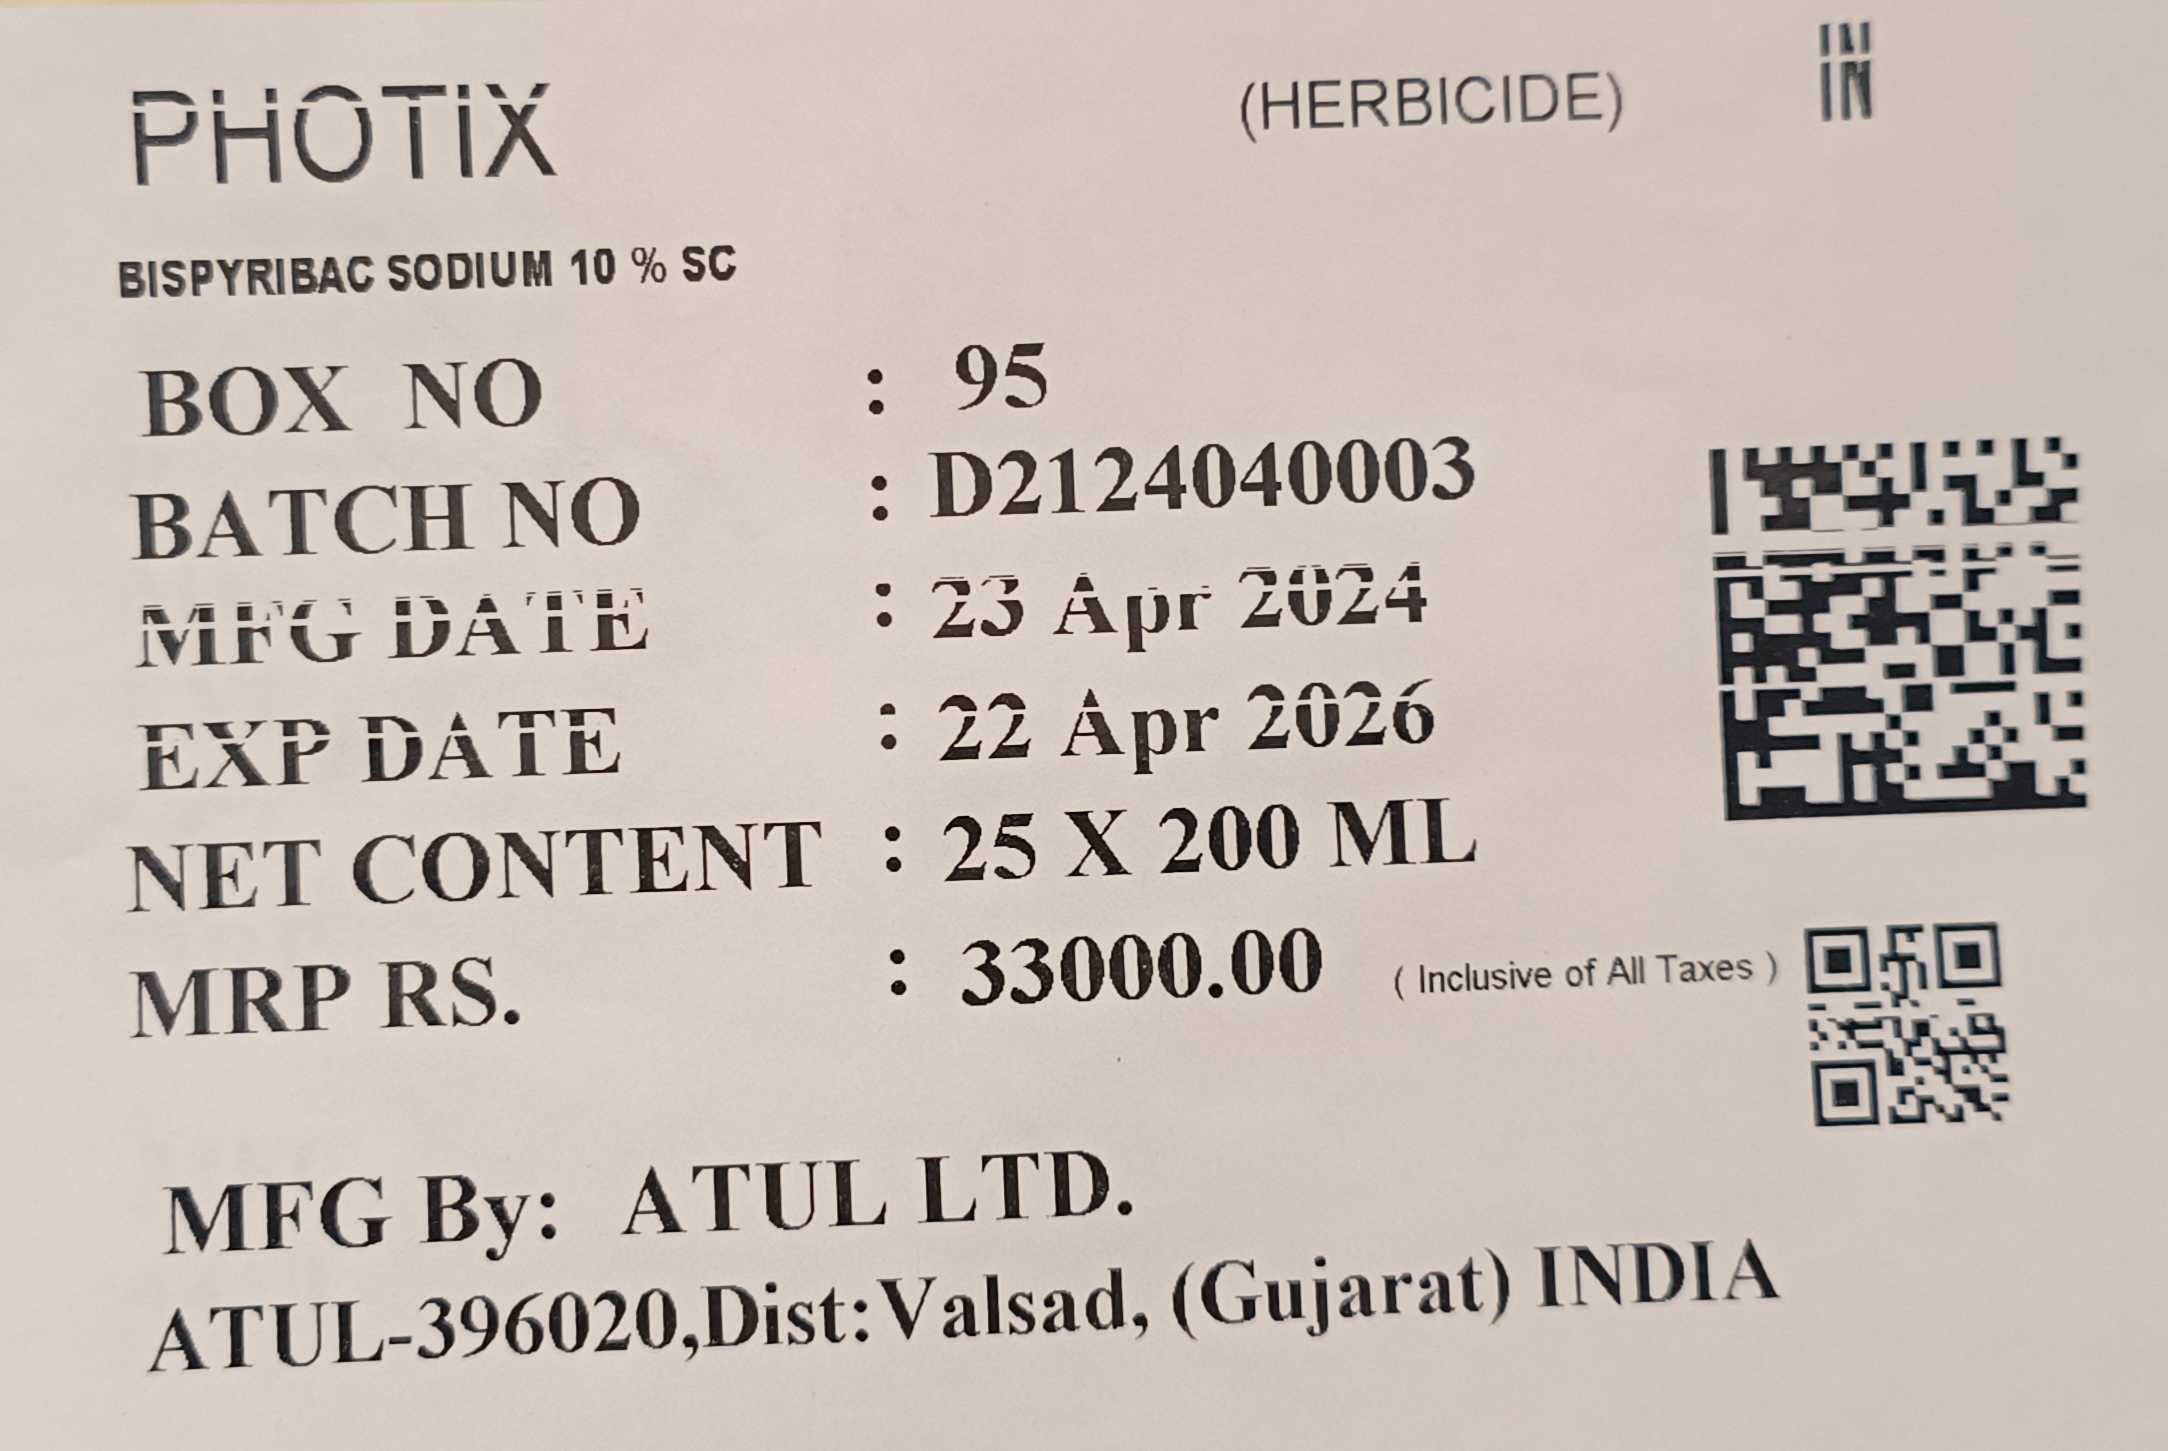 PHOTIX (HERBICIDE) IN
BISPYRIBAC SODIUM 10 % SC
BOX NO : 95
BATCH NO : D2124040003
MFG DATE : 23 Apr 2024
EXP DATE : 22 Apr 2026
NET CONTENT : 25 X 200 ML
MRP RS. : 33000.00 ( Inclusive of All Taxes )
MFG By: ATUL LTD.
ATUL-396020,Dist:Valsad, (Gujarat) INDIA